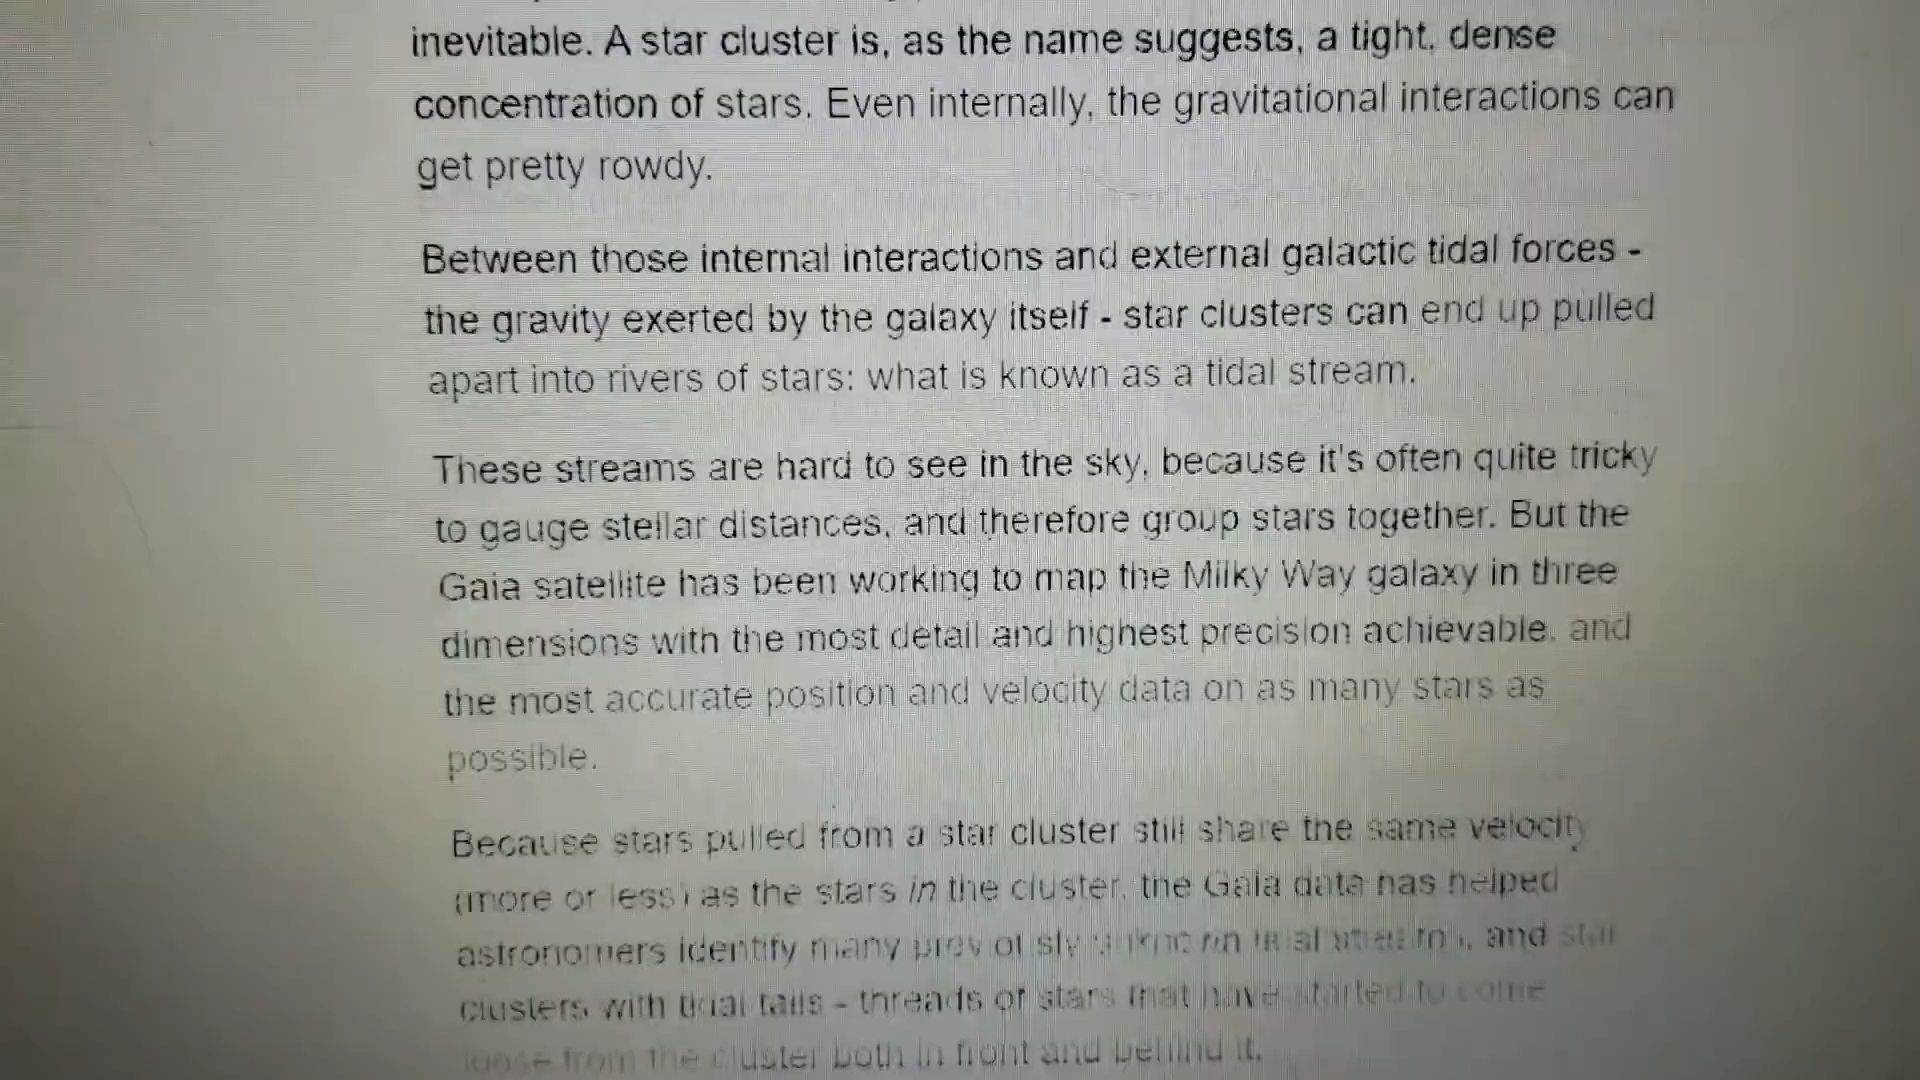 inevitable. A star cluster is, as the name suggests, a tight, dense
concentration of stars. Even internally, the gravitational interactions can
get pretty rowdy.
Between those internal interactions and external galactic tidal forces -
the gravity exerted by the galaxy itself - star clusters can end up pulled
apart into rivers of stars: what is known as a tidal stream.
These streams are hard to see in the sky, because it's often quite tricky
to gauge stellar distances, and therefore group stars together. But the
Gaia satellite has been working to map the Milky Way galaxy in three
dimensions with the most detail and highest precision achievable, and
the most accurate position and velocity data on as many stars as
possible.
Because stars pulled from a star cluster still share the same velocity
(more or less) as the stars in the cluster, the Gaia data has helped
astronomers identify many previously unknown tidal streams, and star
clusters with tidal tails - threads of stars that have started to come
loose from the cluster both in front and behind it.